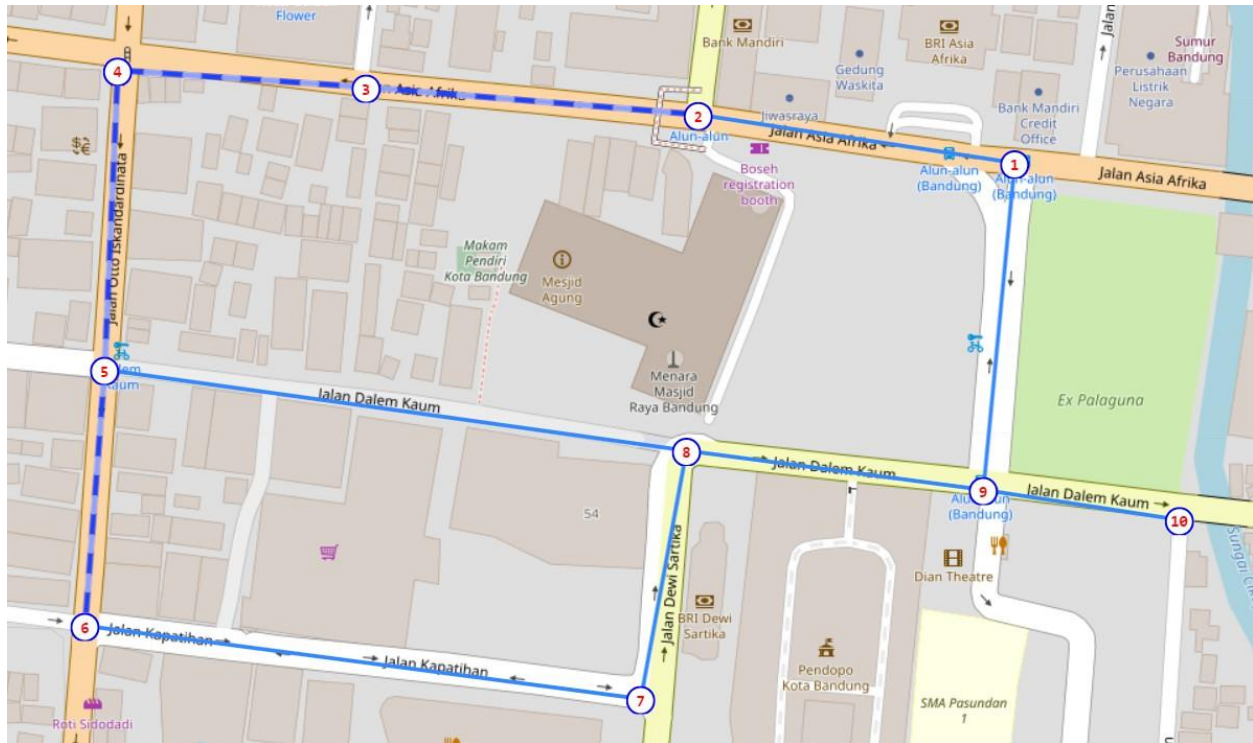 Flower
Bank Mandiri
BRI Asia
Afrika
Gedung
Waskita
Sumur
Bandung
Perusahaan
Listrik
Negara
Bank Mandiri
Credit
Office
Jiwasraya
4
3
Asia Afrika
2
Alun-alun
Jalan Asia Afrika
1
Alun-alun
(Bandung)
Alun-alun
(Bandung)
Jalan Asia Afrika
Boseh
registration
booth
Jalan Otto Iskandardinata
Makam
Pendiri
Kota Bandung
Mesjid
Agung
Menara
Masjid
Raya Bandung
Ex Palaguna
5
Jalan Dalem Kaum
8
Jalan Dalem Kaum
9
(Bandung)
Jalan Dalem Kaum
10
54
Jalan Dewi Sartika
Dian Theatre
BRI Dewi
Sartika
6
Jalan Kapatihan
Jalan Kapatihan
7
Pendopo
Kota Bandung
SMA Pasundan
1
Roti Sidodadi